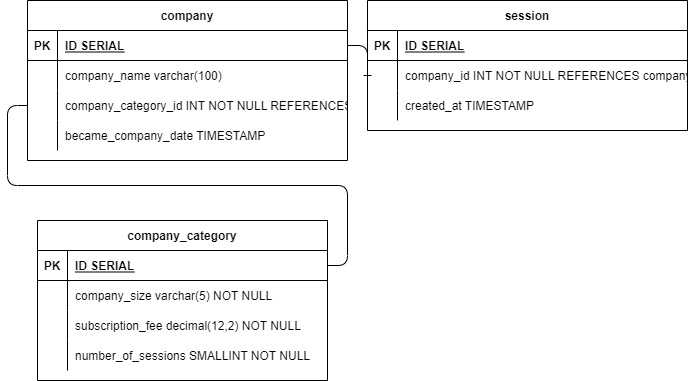 company
PK ID SERIAL
company_name varchar(100)
company_category_id INT NOT NULL REFERENCES
became_company_date TIMESTAMP
session
PK ID SERIAL
company_id INT NOT NULL REFERENCES company
created_at TIMESTAMP
company_category
PK ID SERIAL
company_size varchar(5) NOT NULL
subscription_fee decimal(12,2) NOT NULL
number_of_sessions SMALLINT NOT NULL